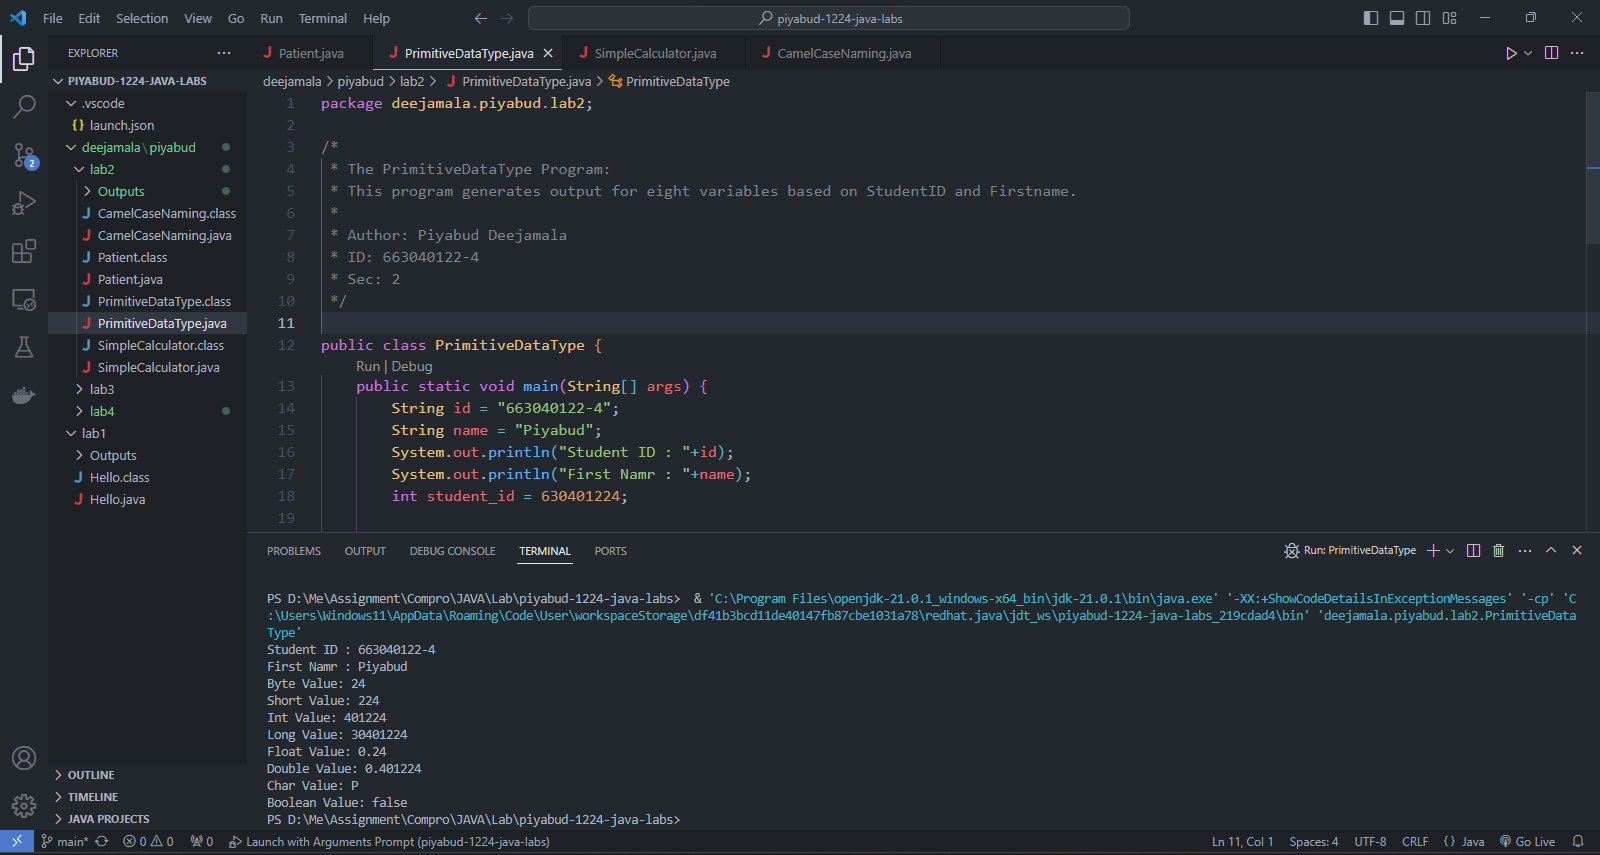 File Edit Selection View Go Run Terminal Help
piyabud-1224-java-labs
EXPLORER
PIYABUD-1224-JAVA-LABS
.vscode
launch.json
deejamala\piyabud
lab2
Outputs
CamelCaseNaming.class
CamelCaseNaming.java
Patient.class
Patient.java
PrimitiveDataType.class
PrimitiveDataType.java
SimpleCalculator.class
SimpleCalculator.java
lab3
lab4
lab1
Outputs
Hello.class
Hello.java
OUTLINE
TIMELINE
JAVA PROJECTS
2
Patient.java PrimitiveDataType.java SimpleCalculator.java CamelCaseNaming.java
deejamala > piyabud > lab2 > PrimitiveDataType.java > PrimitiveDataType
1 package deejamala.piyabud.lab2;
2
3 /*
4 * The PrimitiveDataType Program:
5 * This program generates output for eight variables based on StudentID and Firstname.
6 *
7 * Author: Piyabud Deejamala
8 * ID: 663040122-4
9 * Sec: 2
10 */
11
12 public class PrimitiveDataType {
Run | Debug
13 public static void main(String[] args) {
14 String id = "663040122-4";
15 String name = "Piyabud";
16 System.out.println("Student ID : "+id);
17 System.out.println("First Namr : "+name);
18 int student_id = 630401224;
19
PROBLEMS OUTPUT DEBUG CONSOLE TERMINAL PORTS
Run: PrimitiveDataType
PS D:\Me\Assignment\Compro\JAVA\Lab\piyabud-1224-java-labs> & 'C:\Program Files\openjdk-21.0.1_windows-x64_bin\jdk-21.0.1\bin\java.exe' '-XX:+ShowCodeDetailsInExceptionMessages' '-cp' 'C
:\Users\Windows11\AppData\Roaming\Code\User\workspaceStorage\df41b3bcd11de40147fb87cbe1031a78\redhat.java\jdt_ws\piyabud-1224-java-labs_219cdad4\bin' 'deejamala.piyabud.lab2.PrimitiveData
Type'
Student ID : 663040122-4
First Namr : Piyabud
Byte Value: 24
Short Value: 224
Int Value: 401224
Long Value: 30401224
Float Value: 0.24
Double Value: 0.401224
Char Value: P
Boolean Value: false
PS D:\Me\Assignment\Compro\JAVA\Lab\piyabud-1224-java-labs>
main* 0 0 0 Launch with Arguments Prompt (piyabud-1224-java-labs) Ln 11, Col 1 Spaces: 4 UTF-8 CRLF {} Java Go Live